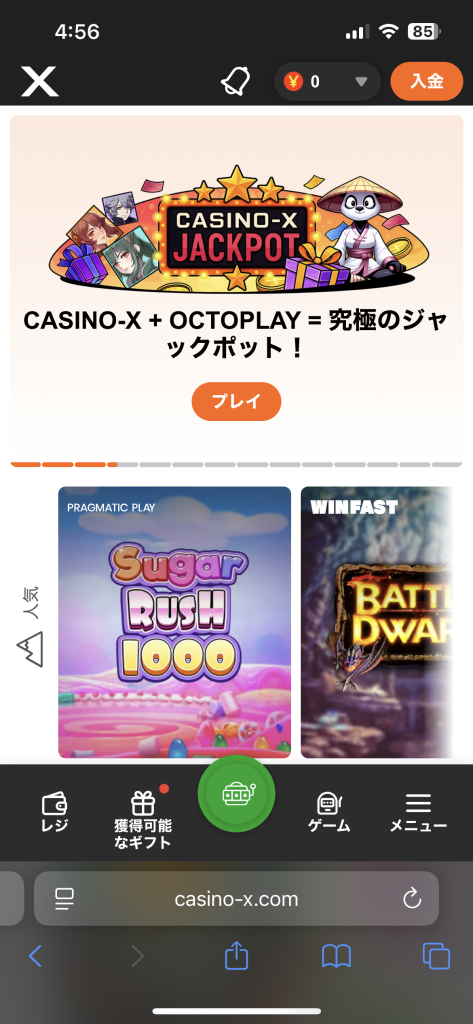 4:56
85
X
0
入金
CASINO-X
JACKPOT
CASINO-X + OCTOPLAY = 究極のジャ
ックポット！
プレイ
PRAGMATIC PLAY
Sugar
RUSH
1000
WINFAST
BATTL
DWAR
人気
レジ
獲得可能
なギフト
ゲーム
メニュー
casino-x.com